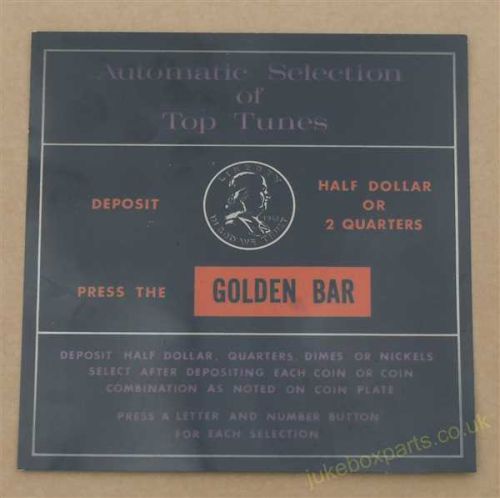 Automatic Selection
of
Top Tunes
LIBERTY
DEPOSIT
HALF DOLLAR
OR
2 QUARTERS
IN GOD WE TRUST
PRESS THE GOLDEN BAR
DEPOSIT HALF DOLLAR, QUARTERS, DIMES OR NICKELS
SELECT AFTER DEPOSITING EACH COIN OR COIN
COMBINATION AS NOTED ON COIN PLATE
PRESS A LETTER AND NUMBER BUTTON
FOR EACH SELECTION
jukeboxparts.co.uk